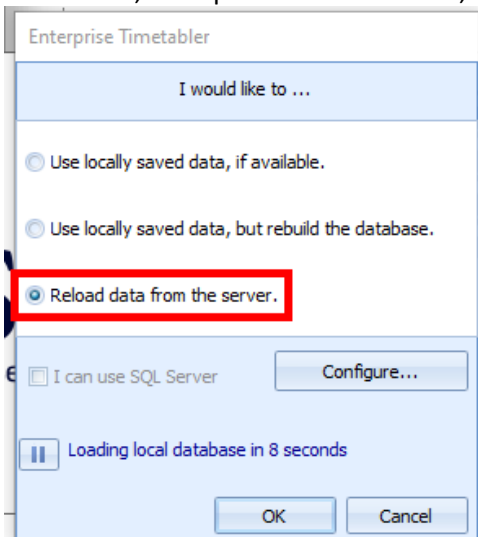 Enterprise Timetabler
I would like to ...
Use locally saved data, if available.
Use locally saved data, but rebuild the database.
Reload data from the server.
I can use SQL Server
Configure...
Loading local database in 8 seconds
OK
Cancel